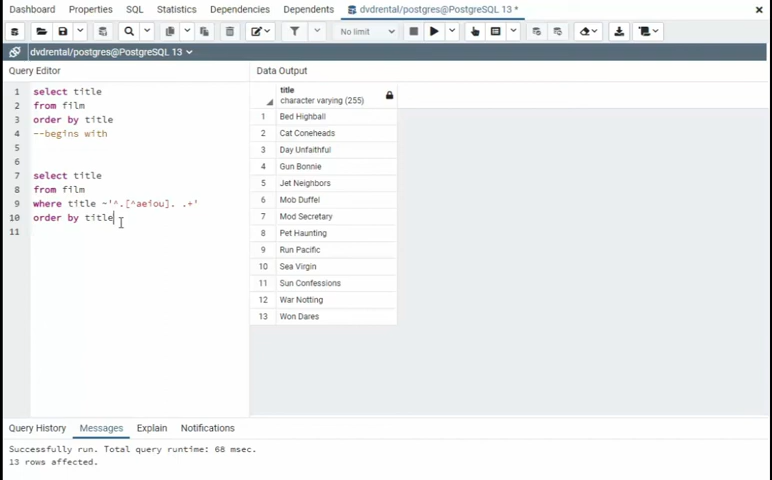 Dashboard Properties SQL Statistics Dependencies Dependents dvdrental/postgres@PostgreSQL 13 *
No limit
dvdrental/postgres@PostgreSQL 13
Query Editor
Data Output
1 select title
2 from film
3 order by title
4 --begins with
5
6
7 select title
8 from film
9 where title ~'^.[^aeiou]. .+'
10 order by title
11
title
character varying (255)
1 Bed Highball
2 Cat Coneheads
3 Day Unfaithful
4 Gun Bonnie
5 Jet Neighbors
6 Mob Duffel
7 Mod Secretary
8 Pet Haunting
9 Run Pacific
10 Sea Virgin
11 Sun Confessions
12 War Notting
13 Won Dares
Query History Messages Explain Notifications
Successfully run. Total query runtime: 68 msec.
13 rows affected.